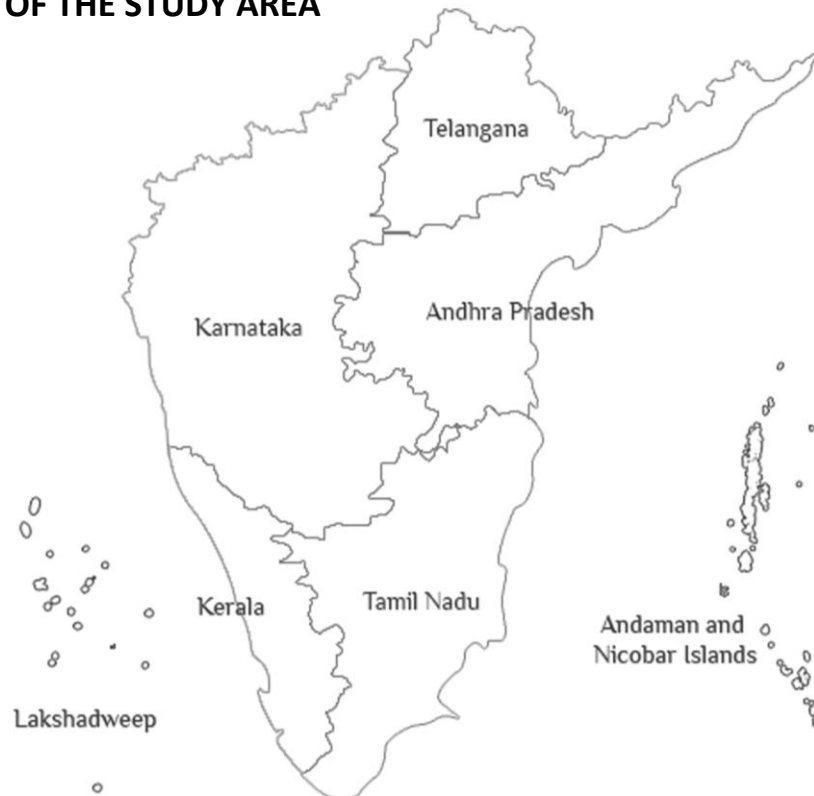 OF THE STUDY AREA
Telangana
Andhra Pradesh
Karnataka
Kerala
Tamil Nadu
Andaman and
Nicobar Islands
Lakshadweep